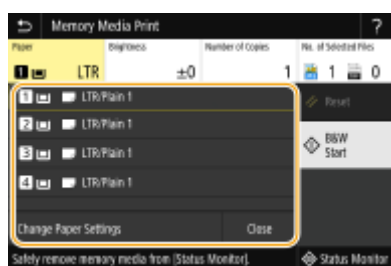 Memory Media Print ?
Paper Brightness Number of Copies No. of Selected Files
1 LTR ±0 1 1 0
1 LTR/Plain 1
Reset
2 LTR/Plain 1
B&W
Start
3 LTR/Plain 1
4 LTR/Plain 1
Change Paper Settings Close
Safely remove memory media from [Status Monitor]. Status Monitor